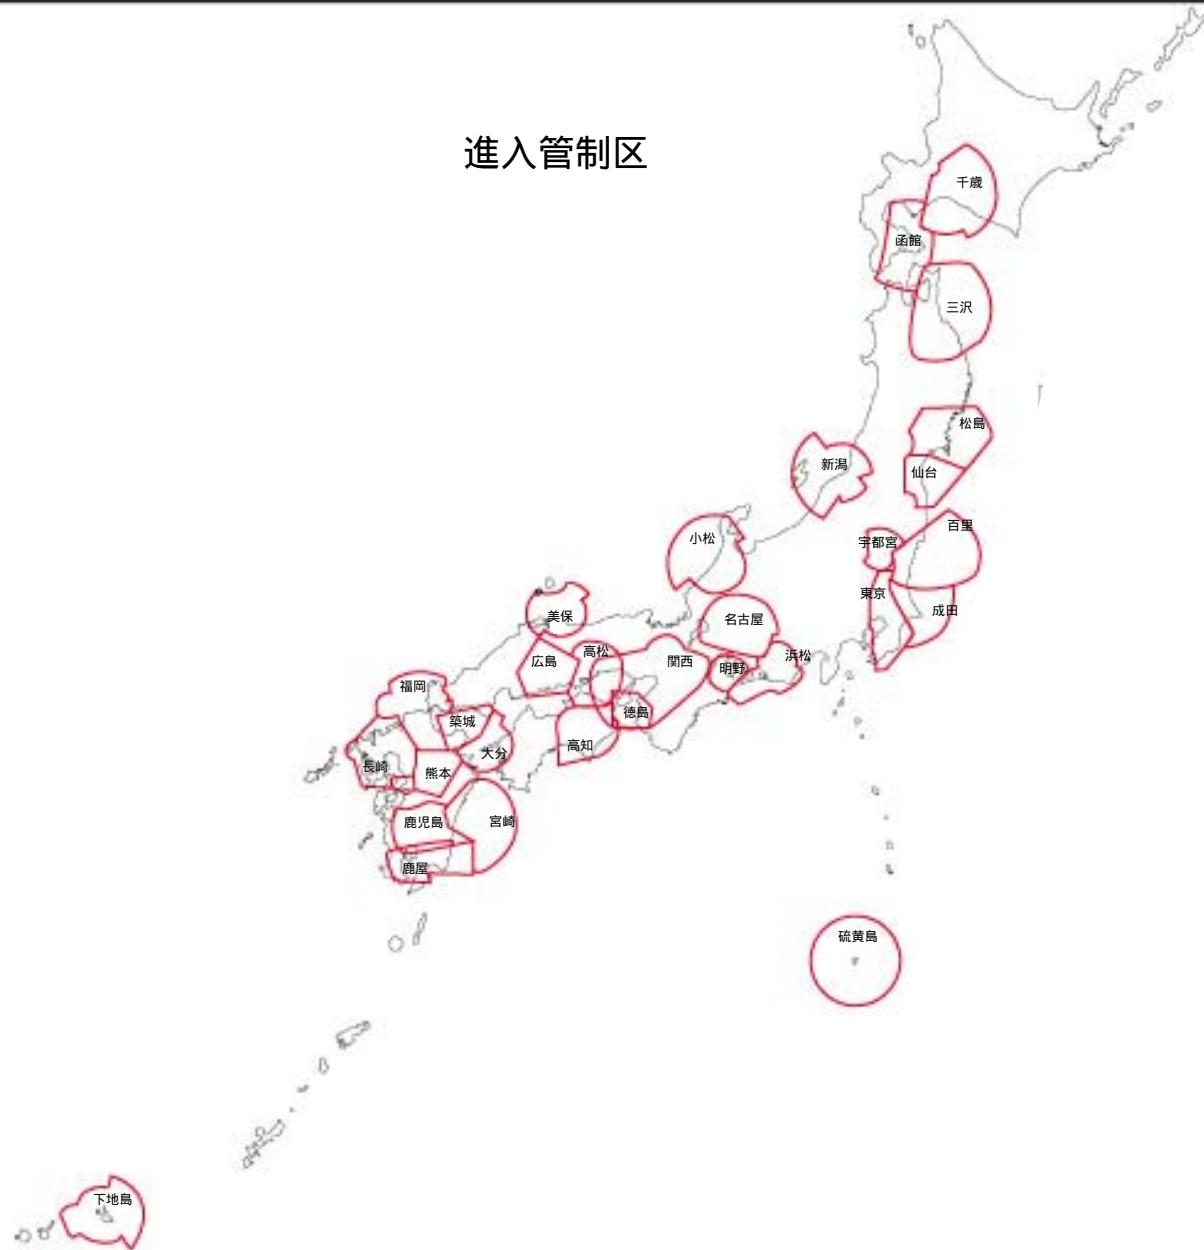 進入管制区
千歳
函館
三沢
松島
新潟
仙台
百里
小松
宇都宮
東京
成田
美保
名古屋
高松
浜松
広島
関西
明野
福岡
徳島
築城
高知
大分
長崎
熊本
宮崎
鹿児島
鹿屋
硫黄島
下地島